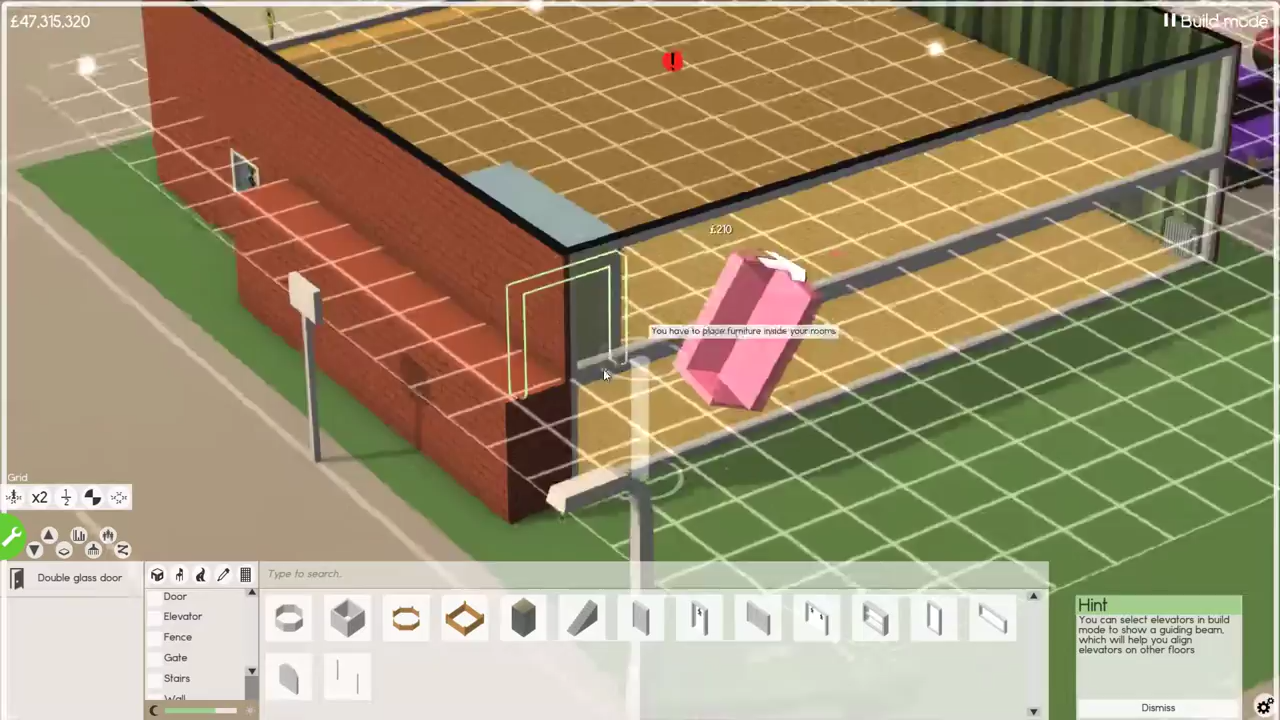 £47,315,320
Build mode
£210
You have to place furniture inside your rooms
Grid
x2
1/2
Double glass door
Type to search.
Door
Elevator
Fence
Gate
Stairs
Wall
Hint
You can select elevators in build
mode to show a guiding beam,
which will help you align
elevators on other floors
Dismiss